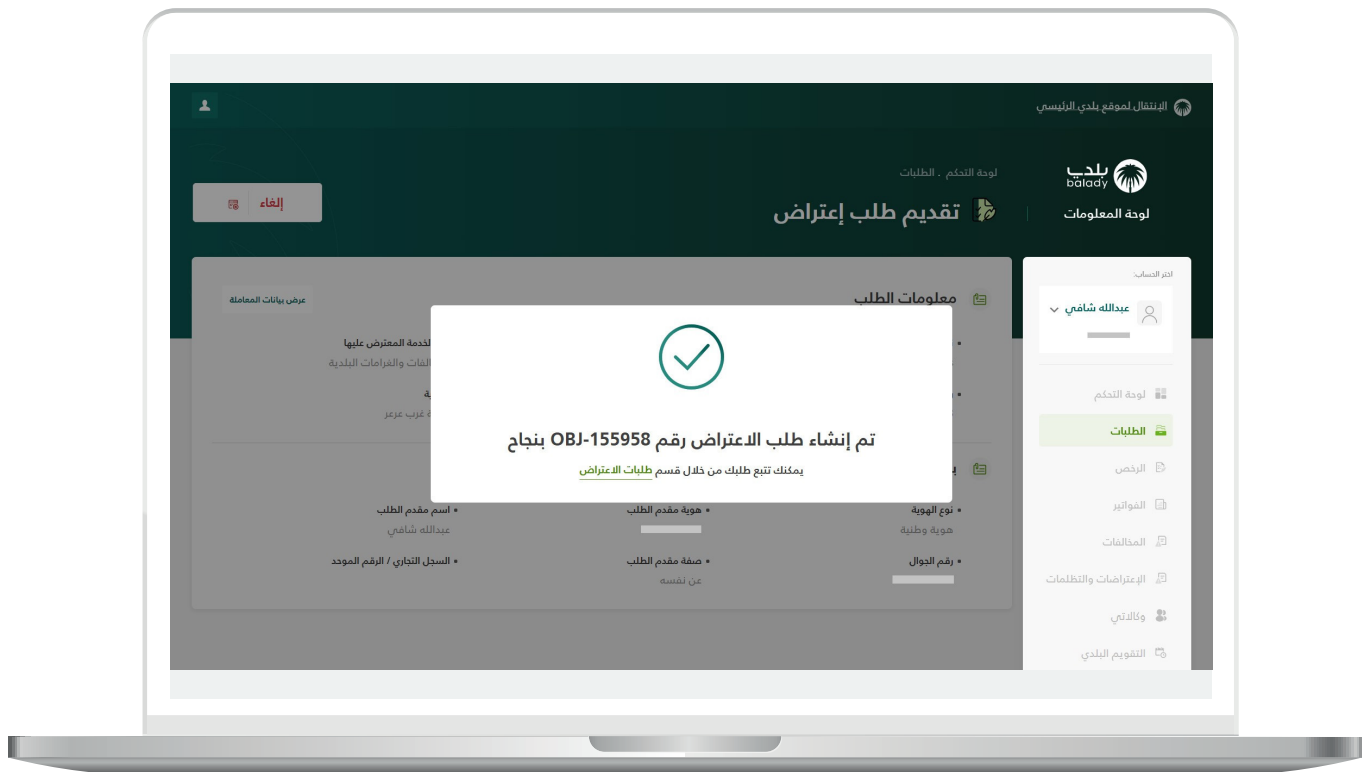 الإنتقال لموقع بلدي الرئيسي
بلدي
balady
لوحة المعلومات
لوحة التحكم . الطلبات
تقديم طلب إعتراض
إلغاء
اختر الحساب:
عبدالله شافي
لوحة التحكم
الطلبات
الرخص
الفواتير
المخالفات
الإعتراضات والتظلمات
وكالاتي
التقويم البلدي
معلومات الطلب
عرض بيانات المعاملة
المعترض عليها
والغرامات البلدية
غرب عرعر
تم إنشاء طلب الاعتراض رقم OBJ-155958 بنجاح
يمكنك تتبع طلبك من خلال قسم طلبات الاعتراض
• نوع الهوية
هوية وطنية
• هوية مقدم الطلب
• اسم مقدم الطلب
عبدالله شافي
• رقم الجوال
• صفة مقدم الطلب
عن نفسه
• السجل التجاري / الرقم الموحد